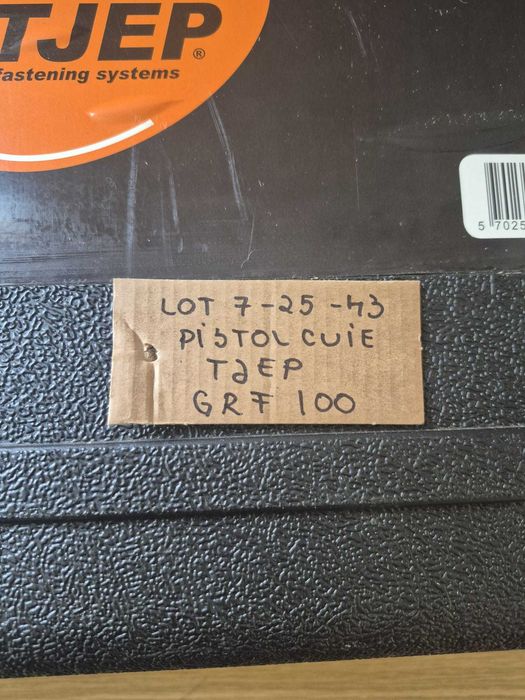 TJEP®
fastening systems
5 7025
LOT 7-25-43
PISTOL CUIE
TJEP
GRF 100